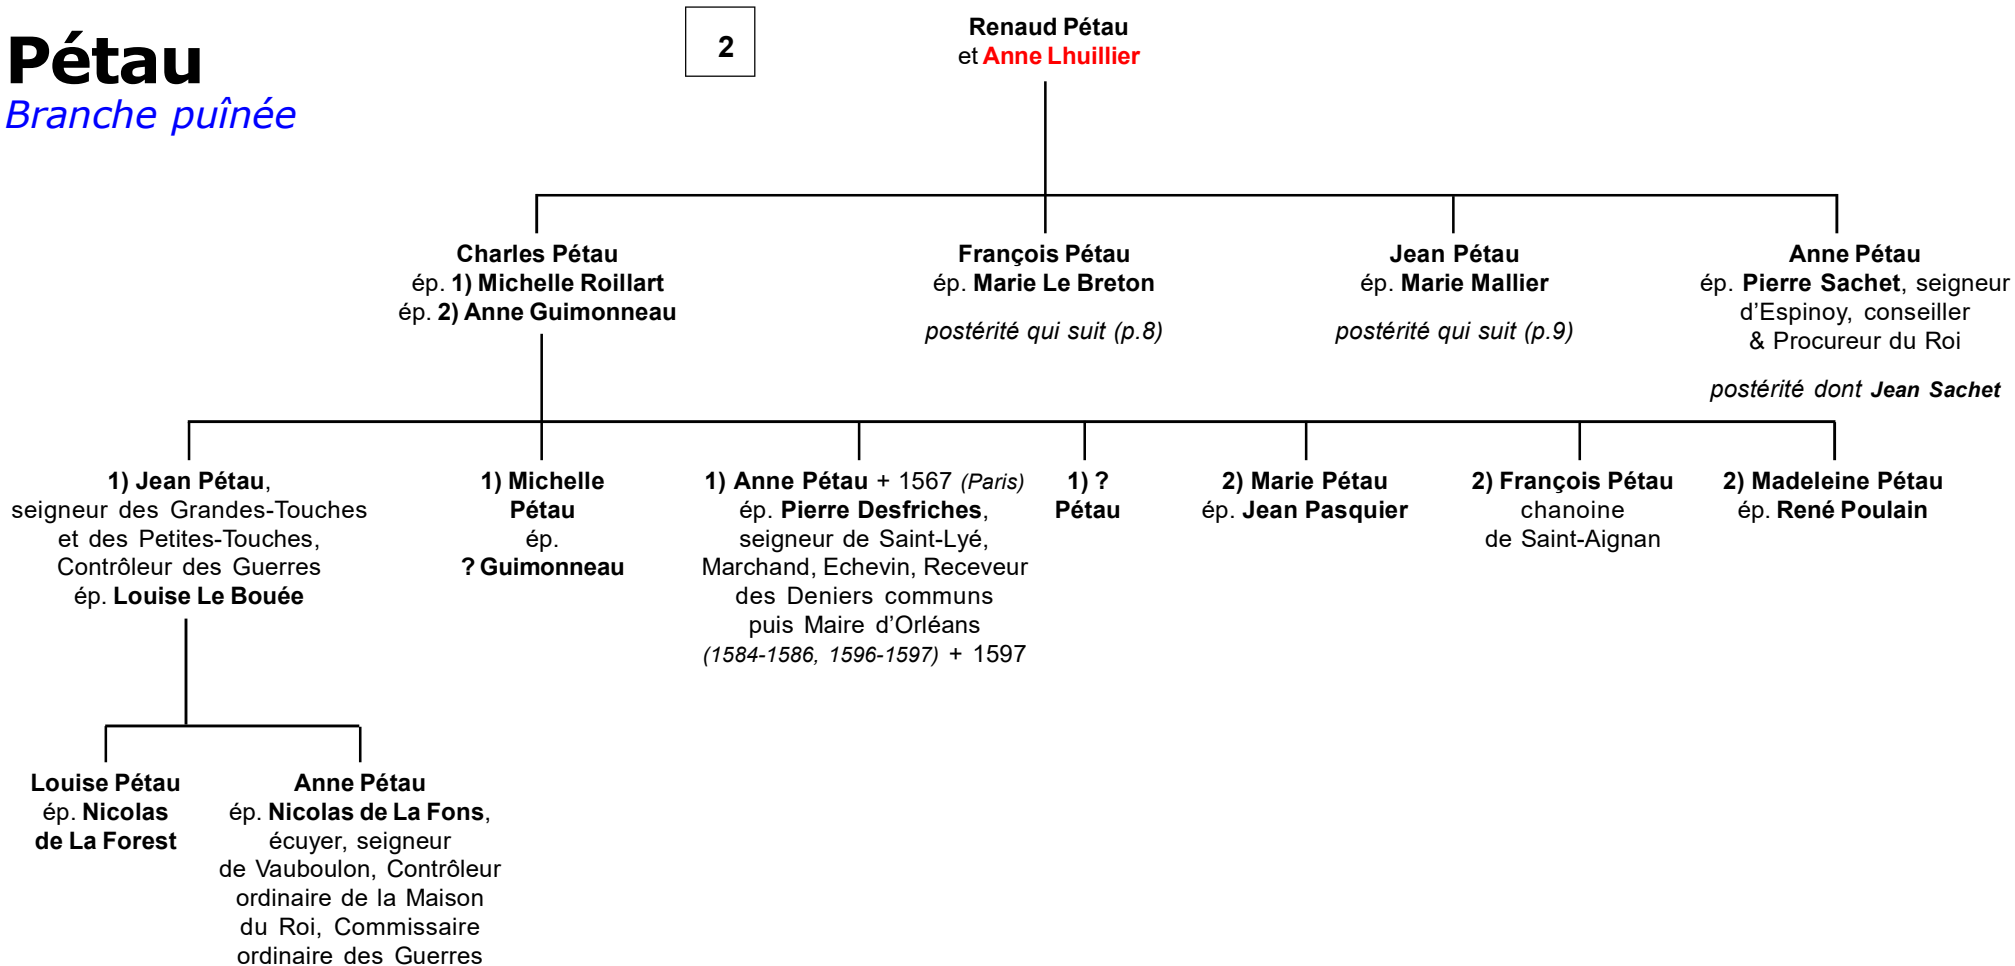 Pétau
Branche puînée
2
Renaud Pétau
et Anne Lhuillier
Charles Pétau
ép. 1) Michelle Roillart
ép. 2) Anne Guimonneau
François Pétau
ép. Marie Le Breton
postérité qui suit (p.8)
Jean Pétau
ép. Marie Mallier
postérité qui suit (p.9)
Anne Pétau
ép. Pierre Sachet, seigneur
d’Espinoy, conseiller
& Procureur du Roi
postérité dont Jean Sachet
1) Jean Pétau,
seigneur des Grandes-Touches
et des Petites-Touches,
Contrôleur des Guerres
ép. Louise Le Bouée
1) Michelle
Pétau
ép.
? Guimonneau
1) Anne Pétau + 1567 (Paris)
ép. Pierre Desfriches,
seigneur de Saint-Lyé,
Marchand, Echevin, Receveur
des Deniers communs
puis Maire d’Orléans
(1584-1586, 1596-1597) + 1597
1) ?
Pétau
2) Marie Pétau
ép. Jean Pasquier
2) François Pétau
chanoine
de Saint-Aignan
2) Madeleine Pétau
ép. René Poulain
Louise Pétau
ép. Nicolas
de La Forest
Anne Pétau
ép. Nicolas de La Fons,
écuyer, seigneur
de Vauboulon, Contrôleur
ordinaire de la Maison
du Roi, Commissaire
ordinaire des Guerres